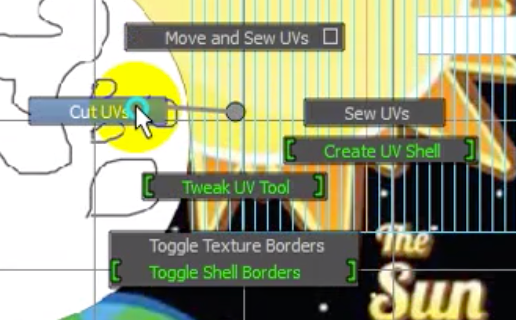 Move and Sew UVs
Cut UVs
Sew UVs
Create UV Shell
Tweak UV Tool
Toggle Texture Borders
Toggle Shell Borders
The
Sun